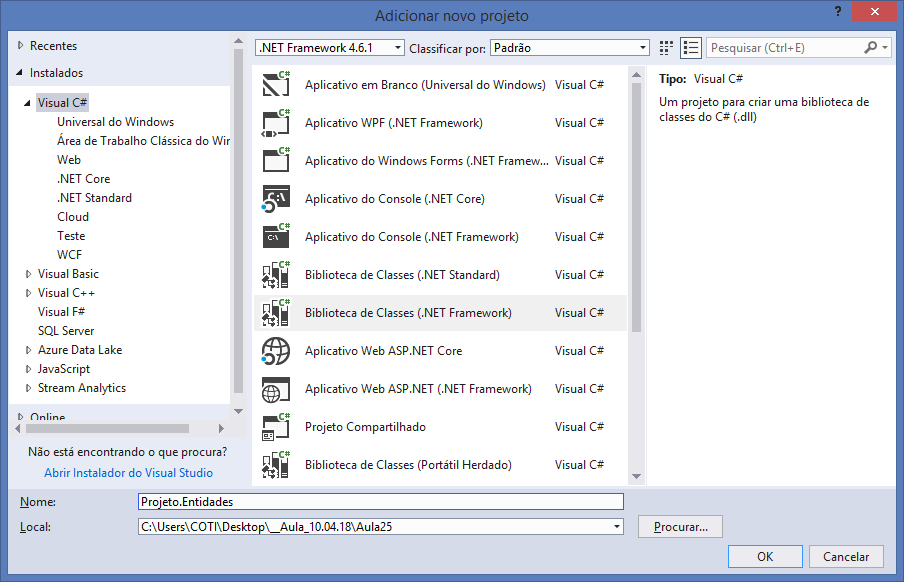 Adicionar novo projeto
?
Recentes
Instalados
Visual C#
Universal do Windows
Área de Trabalho Clássica do Wir
Web
.NET Core
.NET Standard
Cloud
Teste
WCF
Visual Basic
Visual C++
Visual F#
SQL Server
Azure Data Lake
JavaScript
Stream Analytics
Online
Não está encontrando o que procura?
Abrir Instalador do Visual Studio
.NET Framework 4.6.1 Classificar por: Padrão
Pesquisar (Ctrl+E)
Aplicativo em Branco (Universal do Windows) Visual C#
Aplicativo WPF (.NET Framework) Visual C#
Aplicativo do Windows Forms (.NET Framew... Visual C#
Aplicativo do Console (.NET Core) Visual C#
Aplicativo do Console (.NET Framework) Visual C#
Biblioteca de Classes (.NET Standard) Visual C#
Biblioteca de Classes (.NET Framework) Visual C#
Aplicativo Web ASP.NET Core Visual C#
Aplicativo Web ASP.NET (.NET Framework) Visual C#
Projeto Compartilhado Visual C#
Biblioteca de Classes (Portátil Herdado) Visual C#
Tipo: Visual C#
Um projeto para criar uma biblioteca de
classes do C# (.dll)
Nome: Projeto.Entidades
Local: C:\Users\COTI\Desktop\__Aula_10.04.18\Aula25
Procurar...
OK Cancelar